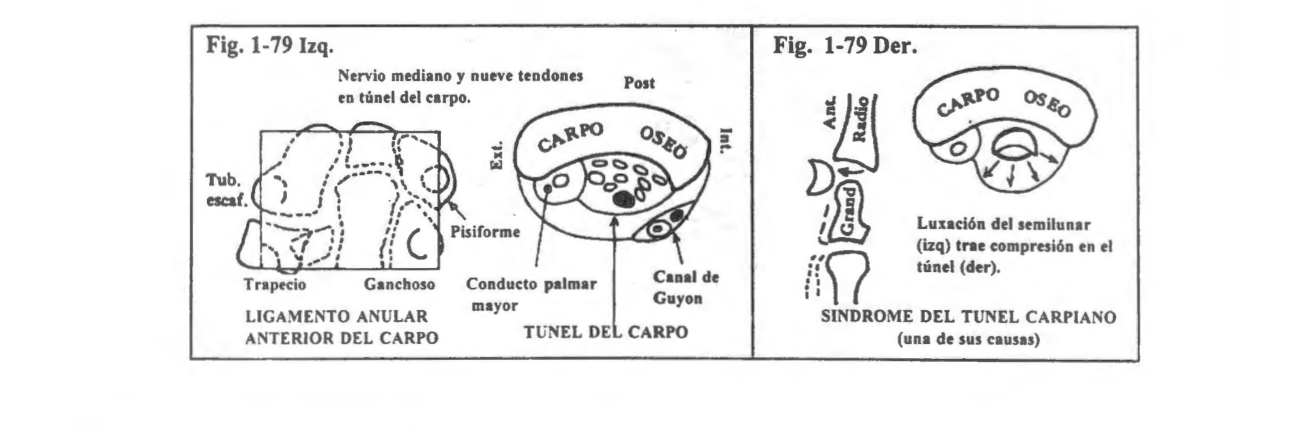 Fig. 1-79 Izq.
Nervio mediano y nueve tendones
en túnel del carpo.
Post
Ext.
CARPO OSEO
Int.
Tub.
escaf.
Pisiforme
Trapecio
Ganchoso
Conducto palmar
mayor
Canal de
Guyon
LIGAMENTO ANULAR
ANTERIOR DEL CARPO
TUNEL DEL CARPO
Fig. 1-79 Der.
Ant.
Radio
CARPO OSEO
Grand
Luxación del semilunar
(izq) trae compresión en el
túnel (der).
SINDROME DEL TUNEL CARPIANO
(una de sus causas)